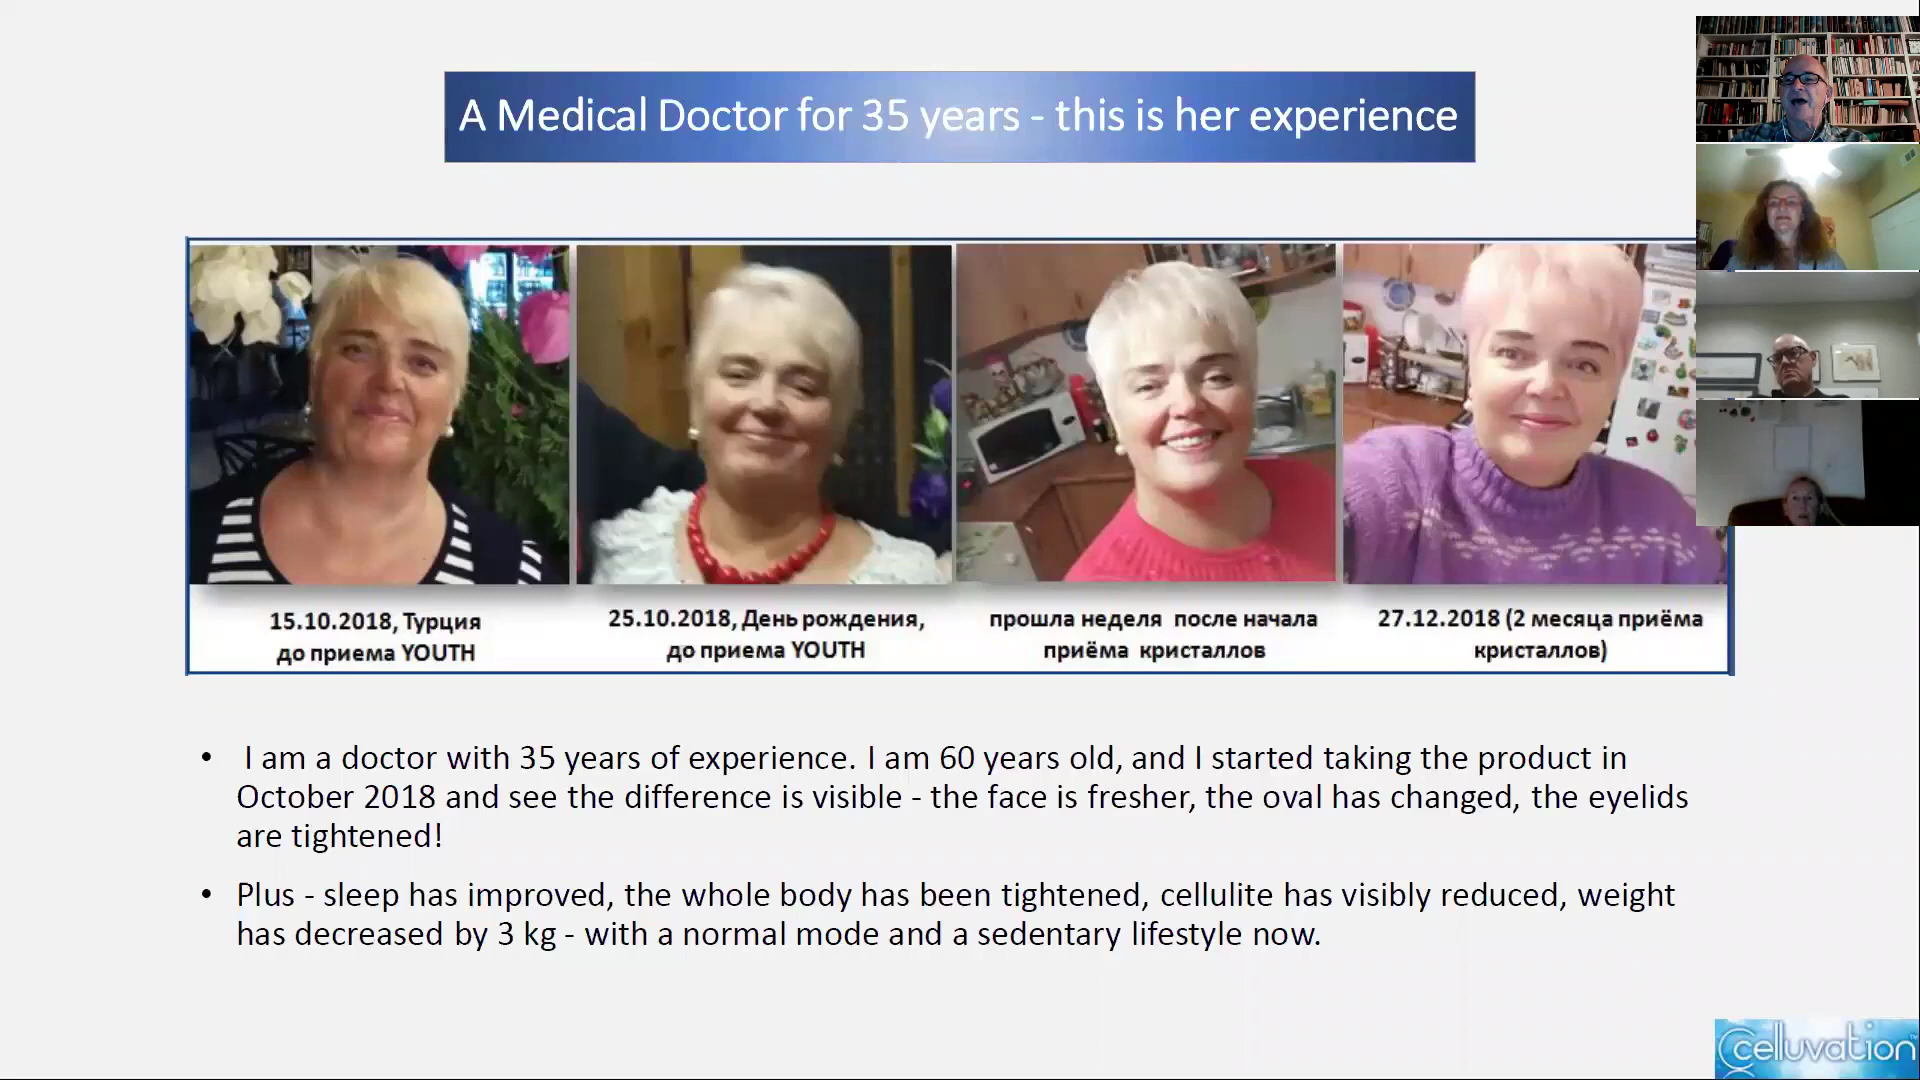 A Medical Doctor for 35 years - this is her experience
15.10.2018, Турция
до приема YOUTH
25.10.2018, День рождения,
до приема YOUTH
прошла неделя после начала
приёма кристаллов
27.12.2018 (2 месяца приёма
кристаллов)
• I am a doctor with 35 years of experience. I am 60 years old, and I started taking the product in
October 2018 and see the difference is visible - the face is fresher, the oval has changed, the eyelids
are tightened!
• Plus - sleep has improved, the whole body has been tightened, cellulite has visibly reduced, weight
has decreased by 3 kg - with a normal mode and a sedentary lifestyle now.
celluvation